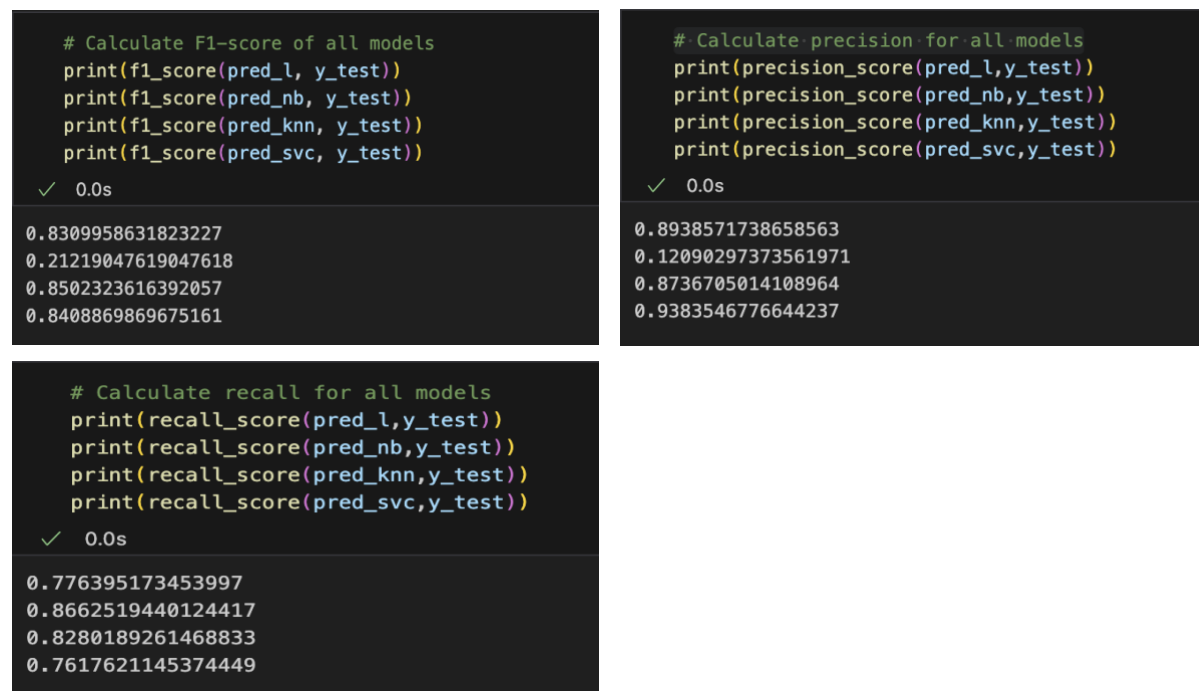 # Calculate F1-score of all models
print(f1_score(pred_l, y_test))
print(f1_score(pred_nb, y_test))
print(f1_score(pred_knn, y_test))
print(f1_score(pred_svc, y_test))
✓ 0.0s
0.8309958631823227
0.21219047619047618
0.8502323616392057
0.8408869869675161
# Calculate precision for all models
print(precision_score(pred_l,y_test))
print(precision_score(pred_nb,y_test))
print(precision_score(pred_knn,y_test))
print(precision_score(pred_svc,y_test))
✓ 0.0s
0.8938571738658563
0.12090297373561971
0.8736705014108964
0.9383546776644237
# Calculate recall for all models
print(recall_score(pred_l,y_test))
print(recall_score(pred_nb,y_test))
print(recall_score(pred_knn,y_test))
print(recall_score(pred_svc,y_test))
✓ 0.0s
0.776395173453997
0.8662519440124417
0.8280189261468833
0.7617621145374449